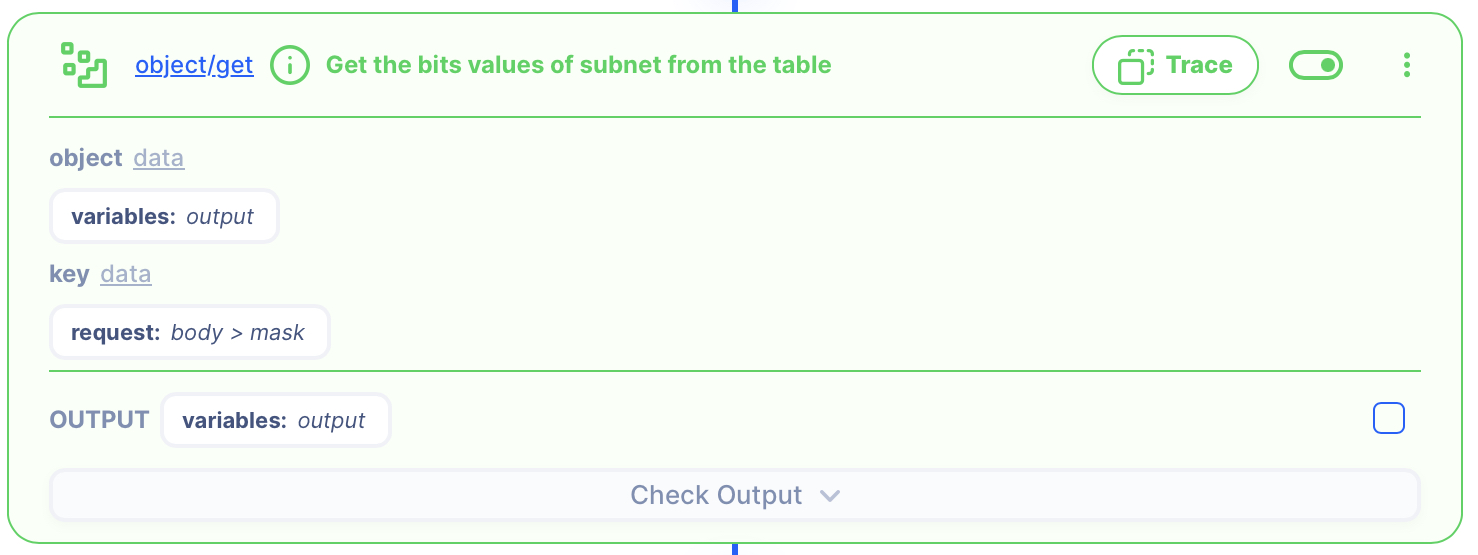 object/get Get the bits values of subnet from the table Trace
object data
variables: output
key data
request: body > mask
OUTPUT variables: output
Check Output